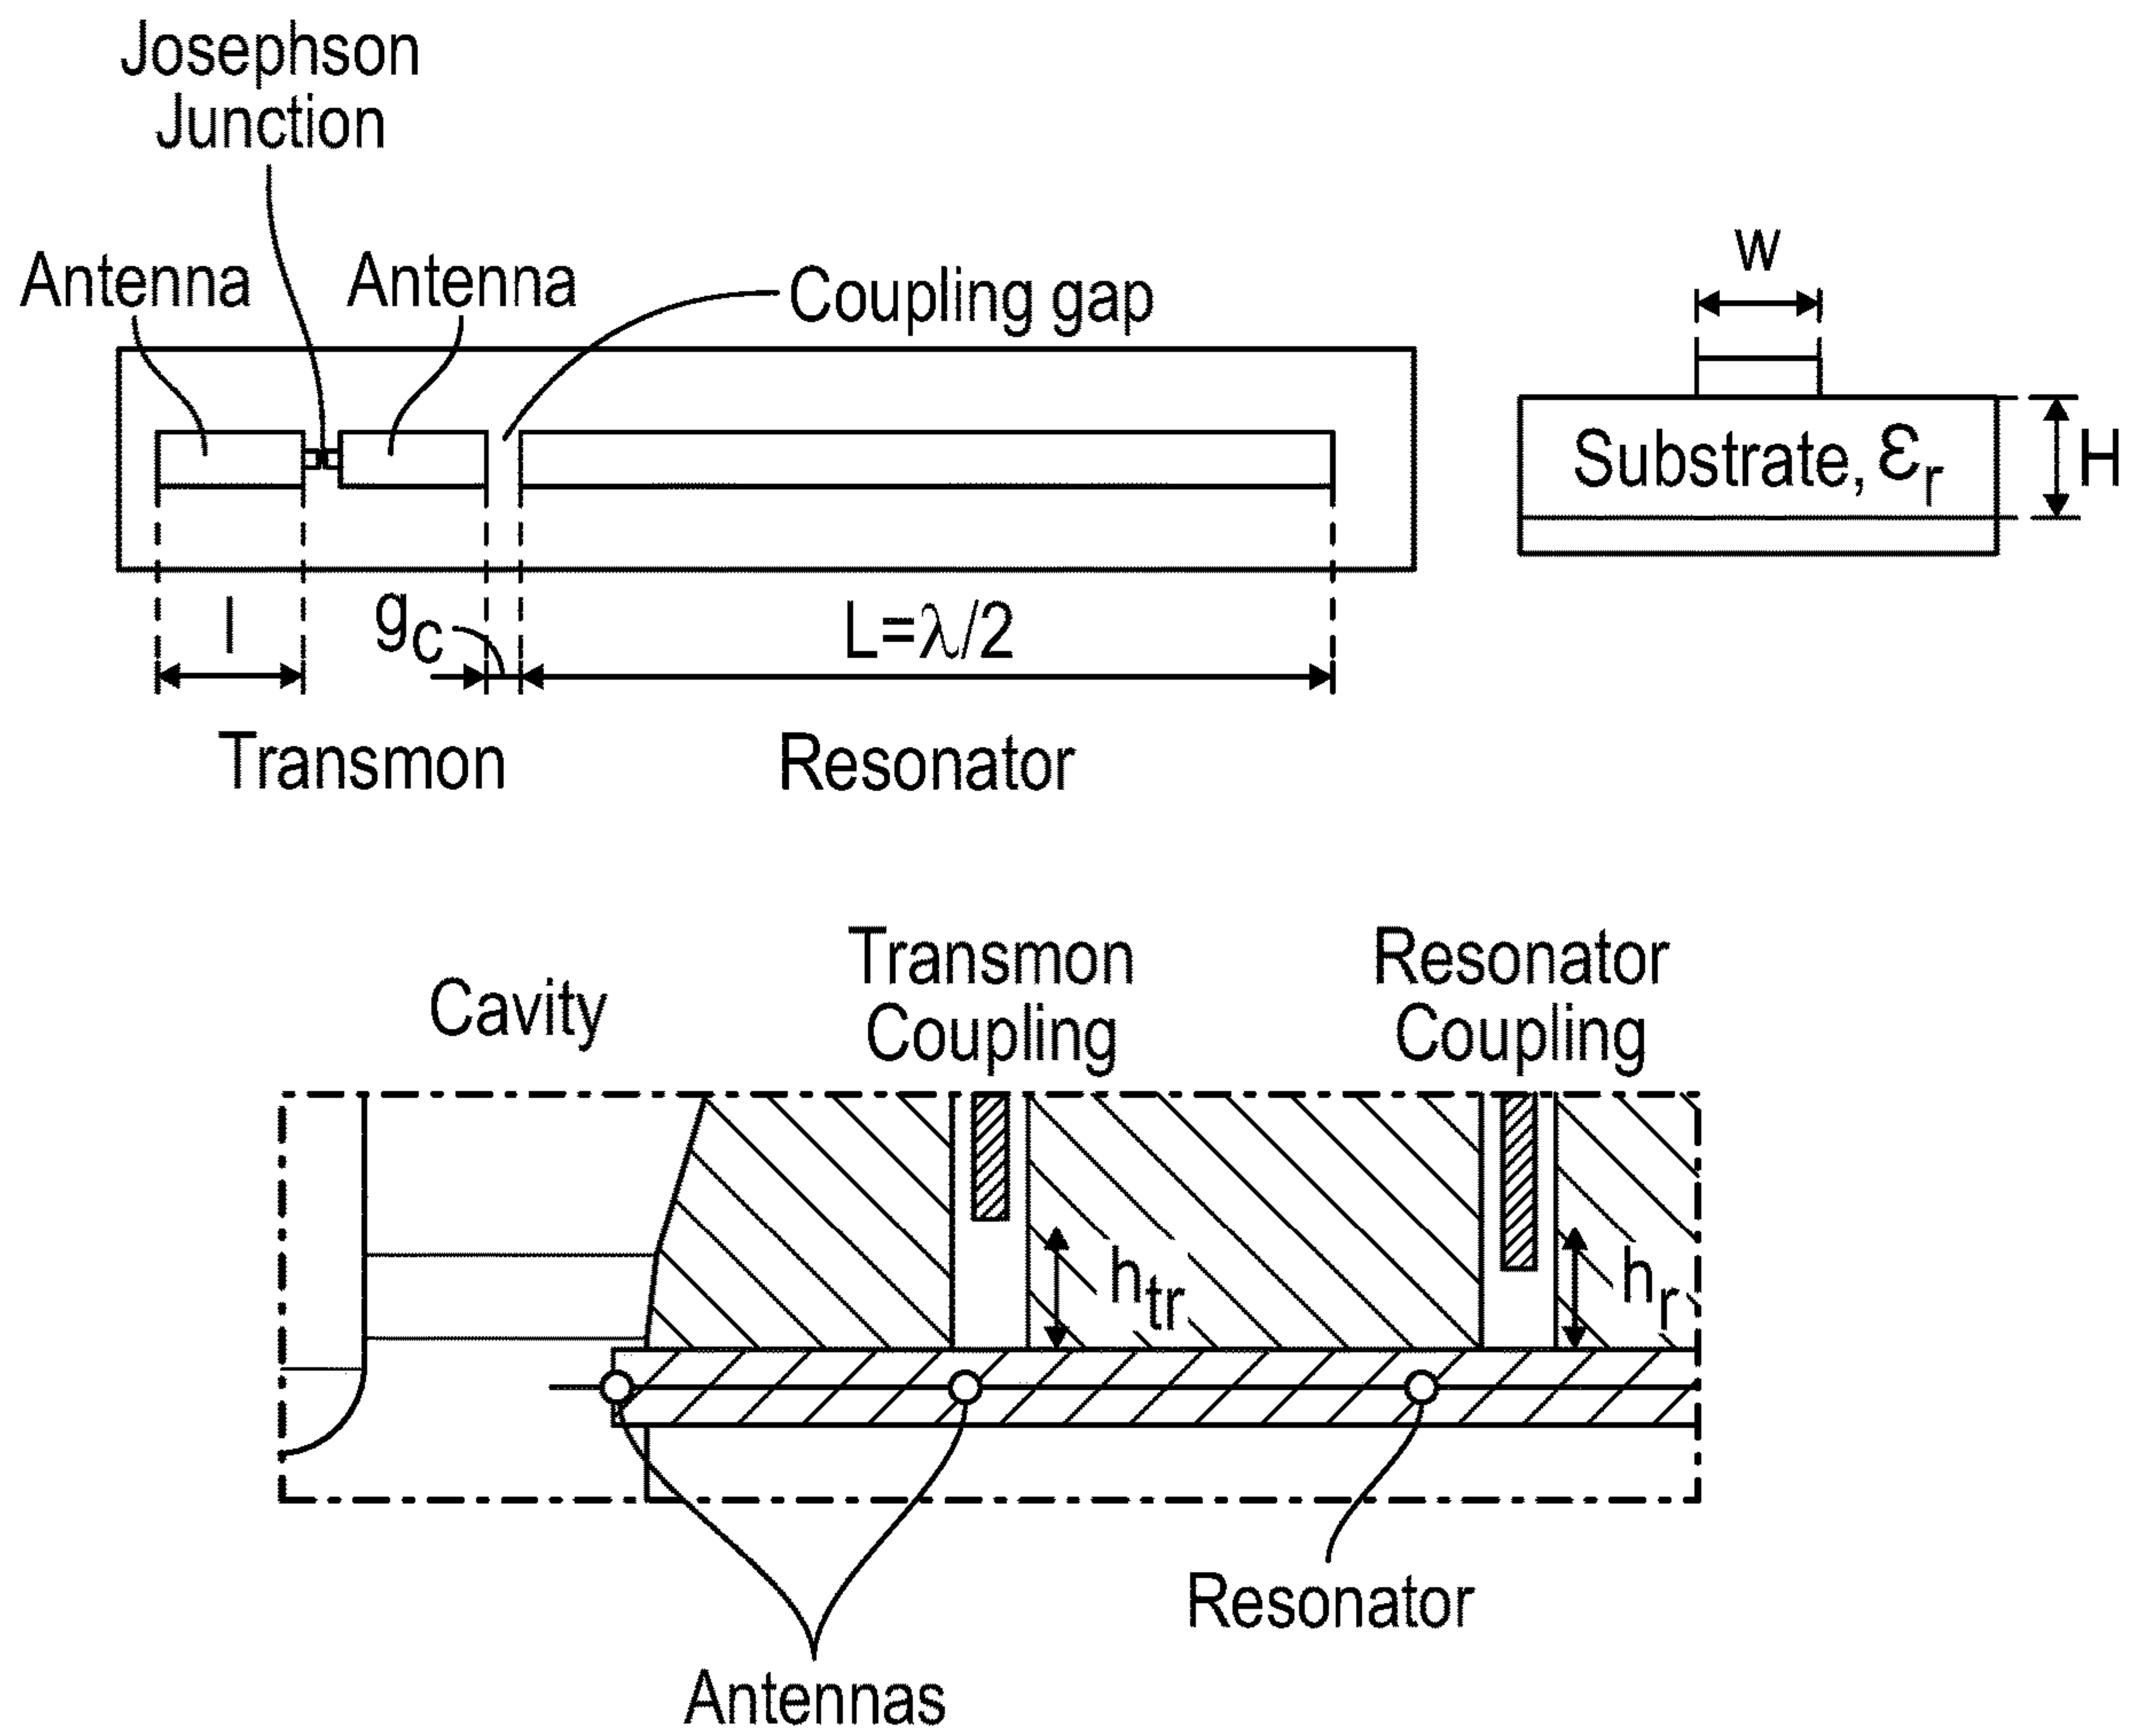 Josephson
Junction
Antenna
Antenna
Coupling gap
w
Substrate, εr
H
l
gc
L=λ/2
Transmon
Resonator
Cavity
Transmon
Coupling
Resonator
Coupling
htr
hr
Resonator
Antennas